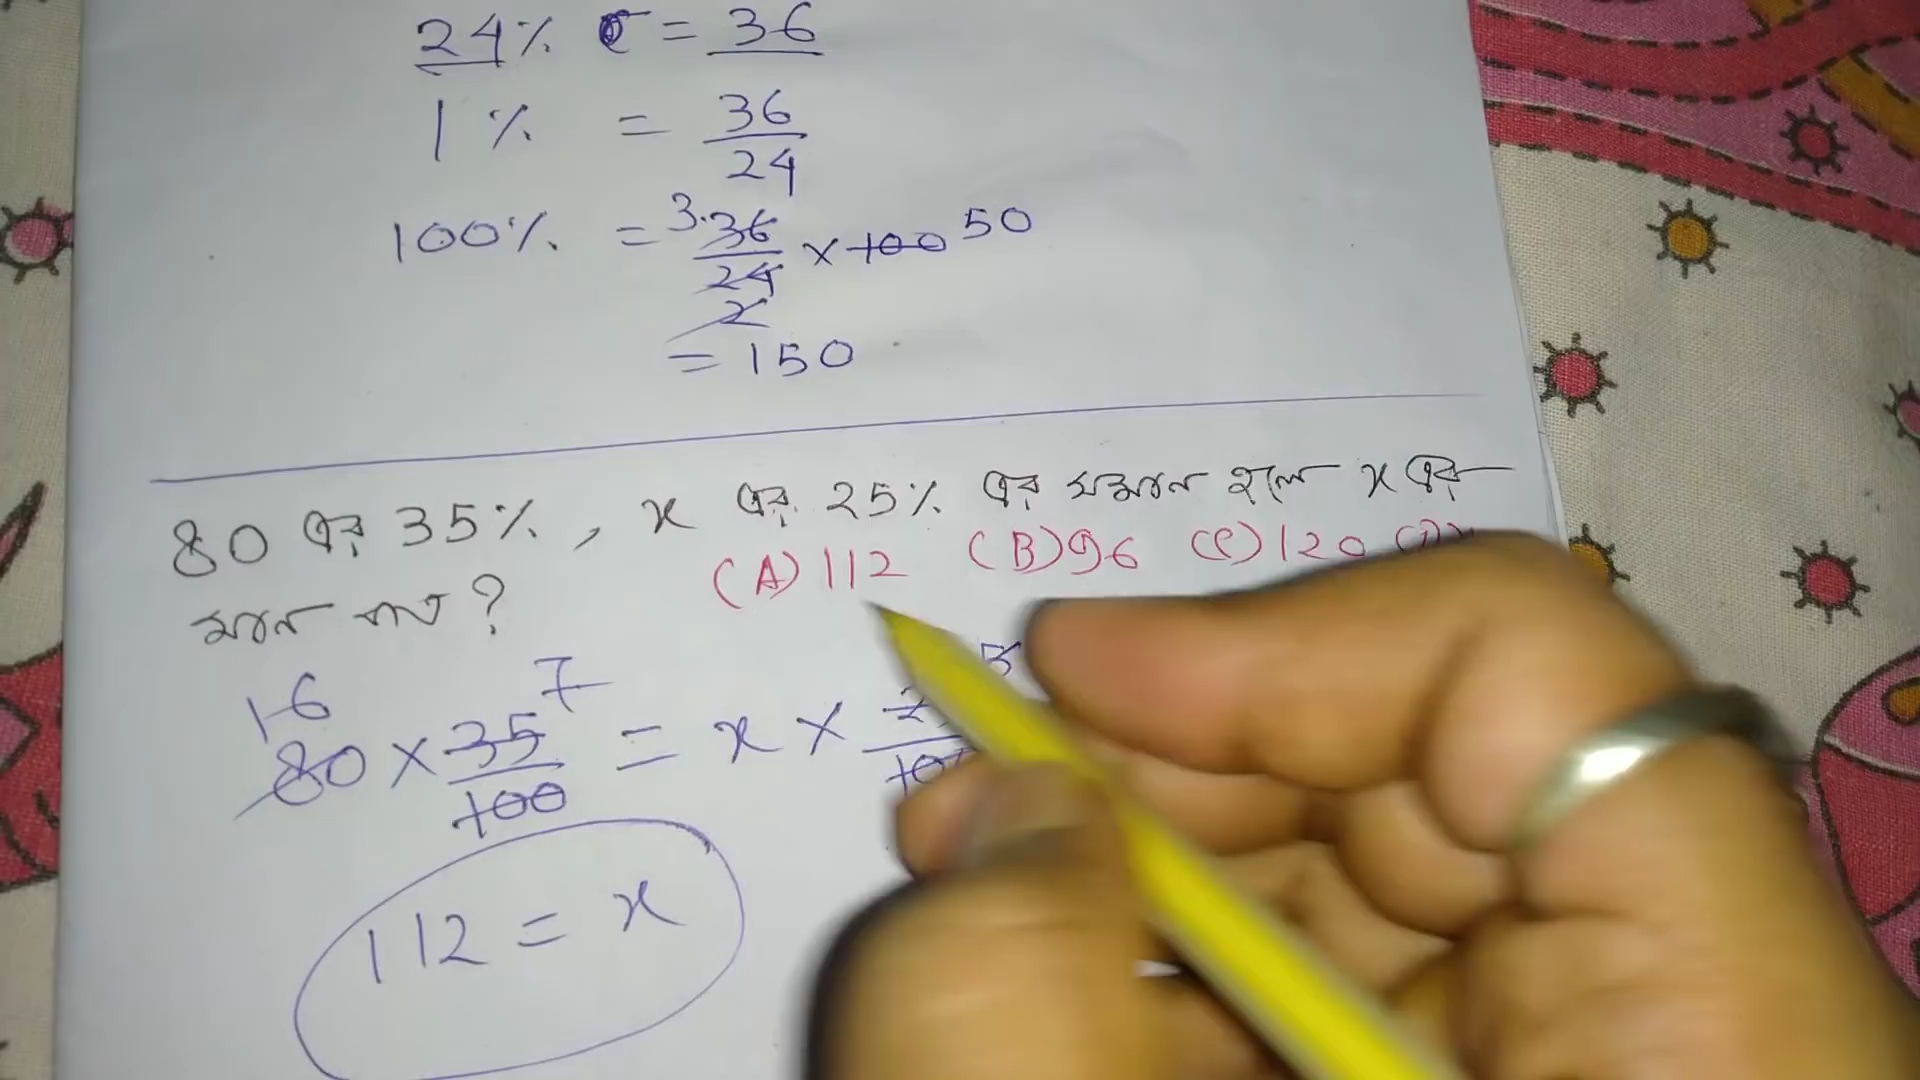 24% = 36
1% = 36/24
100% = 3 36/24 × 100 50
2
= 150
80 এর 35%, x এর 25% এর সমান হলে x এর
(A) 112 (B) 96 (C) 120
মান কত ?
16 7 5
80 × 35/100 = x ×
112 = x